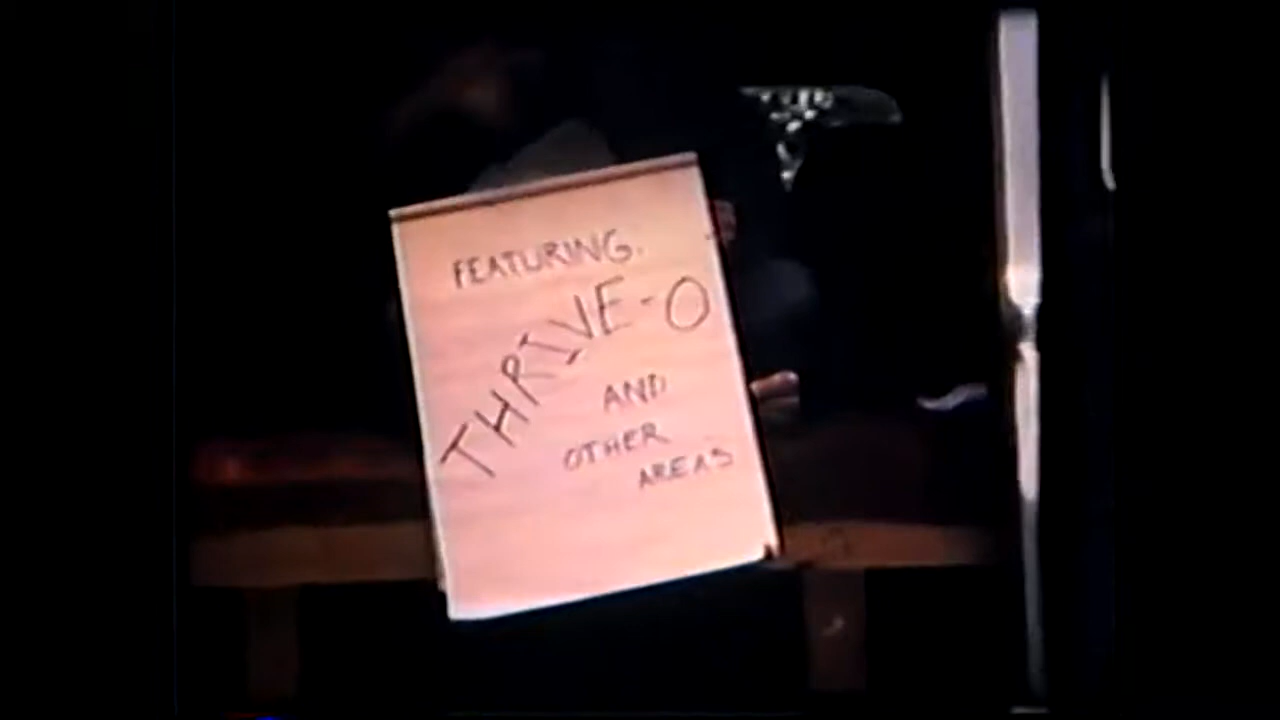 FEATURING.
THRIVE-O
AND
OTHER
AREAS